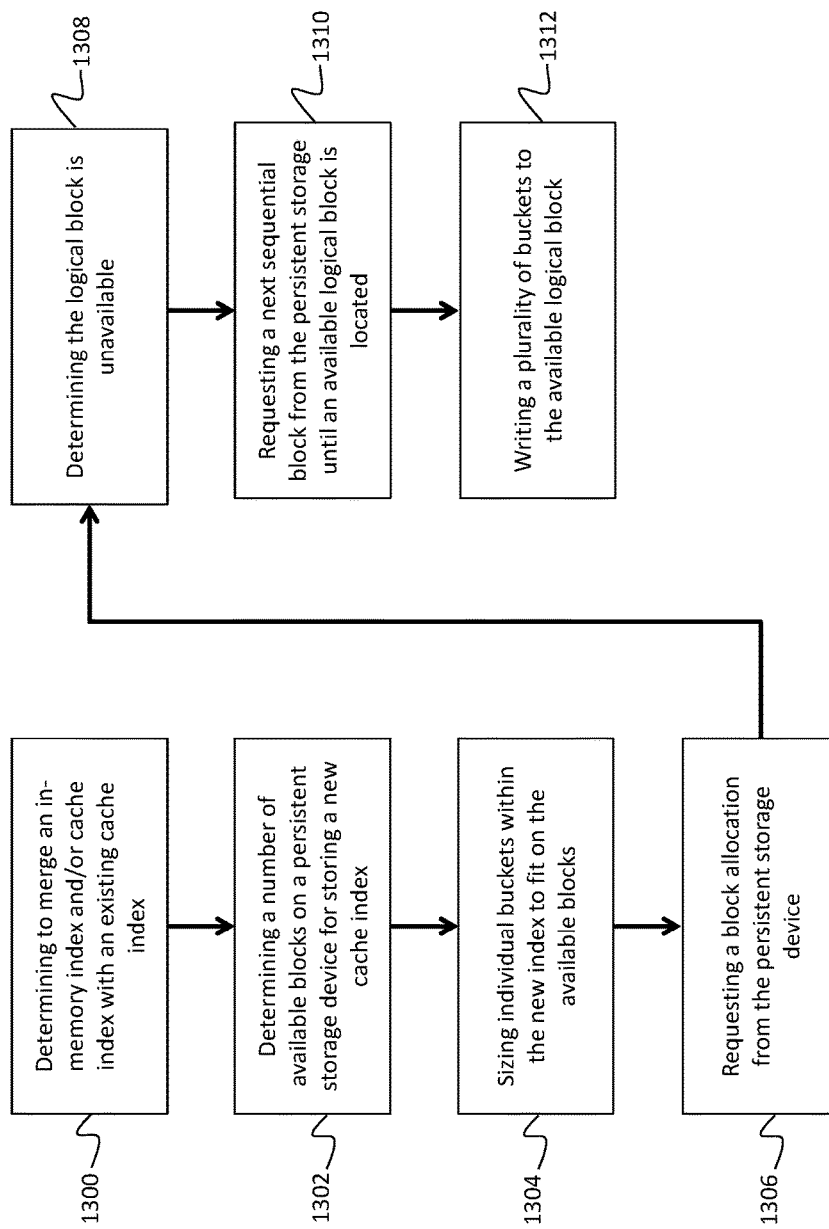 1300
Determining to merge an in-
memory index and/or cache
index with an existing cache
index
1302
Determining a number of
available blocks on a persistent
storage device for storing a new
cache index
1304
Sizing individual buckets within
the new index to fit on the
available blocks
1306
Requesting a block allocation
from the persistent storage
device
1308
Determining the logical block is
unavailable
1310
Requesting a next sequential
block from the persistent storage
until an available logical block is
located
1312
Writing a plurality of buckets to
the available logical block